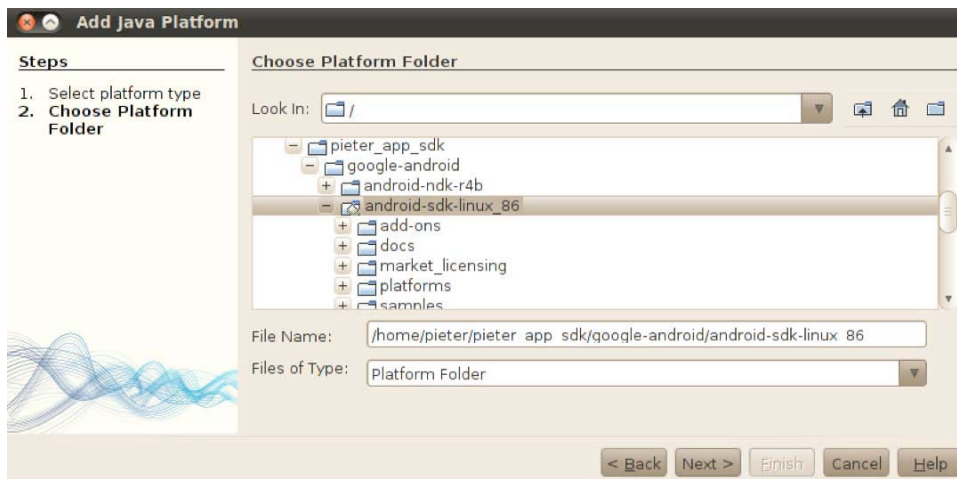 Add Java Platform
Steps
1. Select platform type
2. Choose Platform
Folder
Choose Platform Folder
Look In: /
pieter_app_sdk
google-android
android-ndk-r4b
android-sdk-linux_86
add-ons
docs
market_licensing
platforms
samples
File Name: /home/pieter/pieter_app_sdk/google-android/android-sdk-linux_86
Files of Type: Platform Folder
< Back Next > Finish Cancel Help